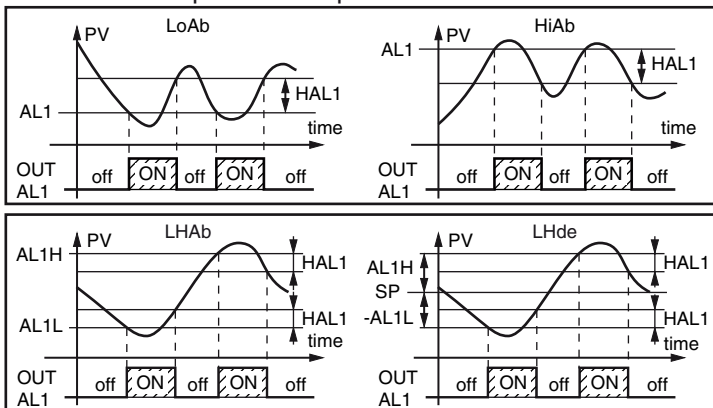 LoAb
PV
HAL1
AL1
time
OUT
AL1
off ON off ON off
HiAb
PV
AL1
HAL1
time
OUT
AL1
off ON off ON off
LHAb
PV
AL1H
HAL1
AL1L
HAL1
time
OUT
AL1
off ON off ON off
LHde
PV
AL1H
HAL1
SP
-AL1L
HAL1
time
OUT
AL1
off ON off ON off